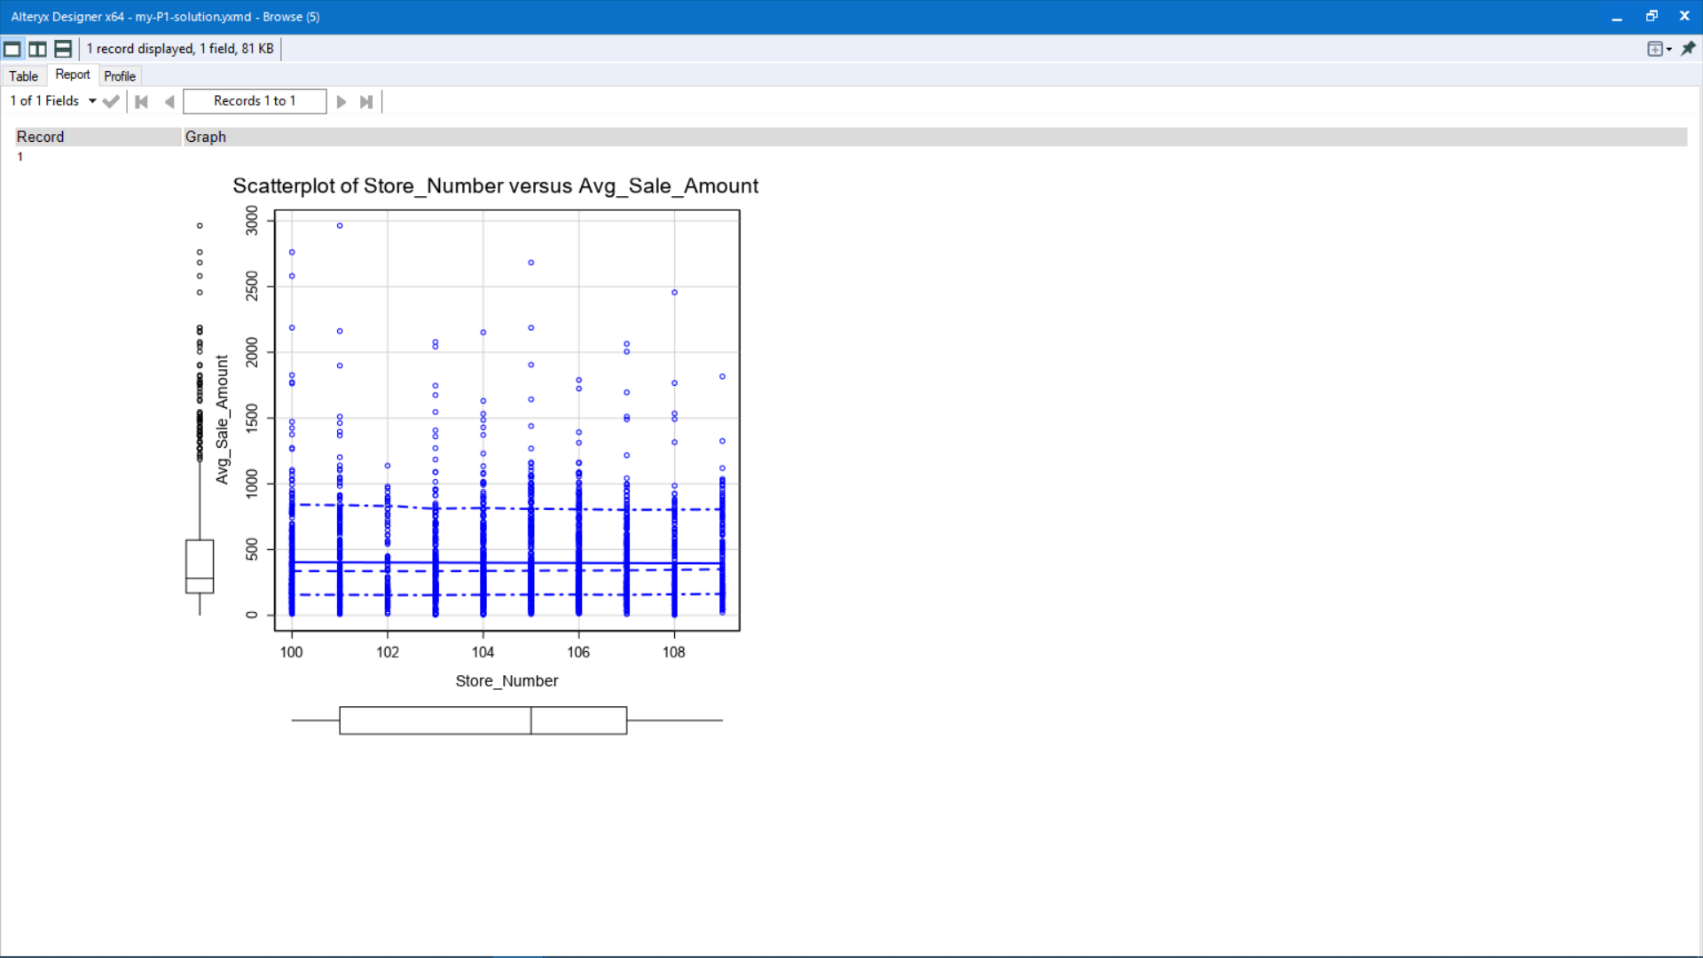 Alteryx Designer x64 - my-P1-solution.yxmd - Browse (5)
1 record displayed, 1 field, 81 KB
Table Report Profile
1 of 1 Fields Records 1 to 1
Record Graph
1
Scatterplot of Store_Number versus Avg_Sale_Amount
3000
2500
2000
1500
1000
500
0
Avg_Sale_Amount
100 102 104 106 108
Store_Number